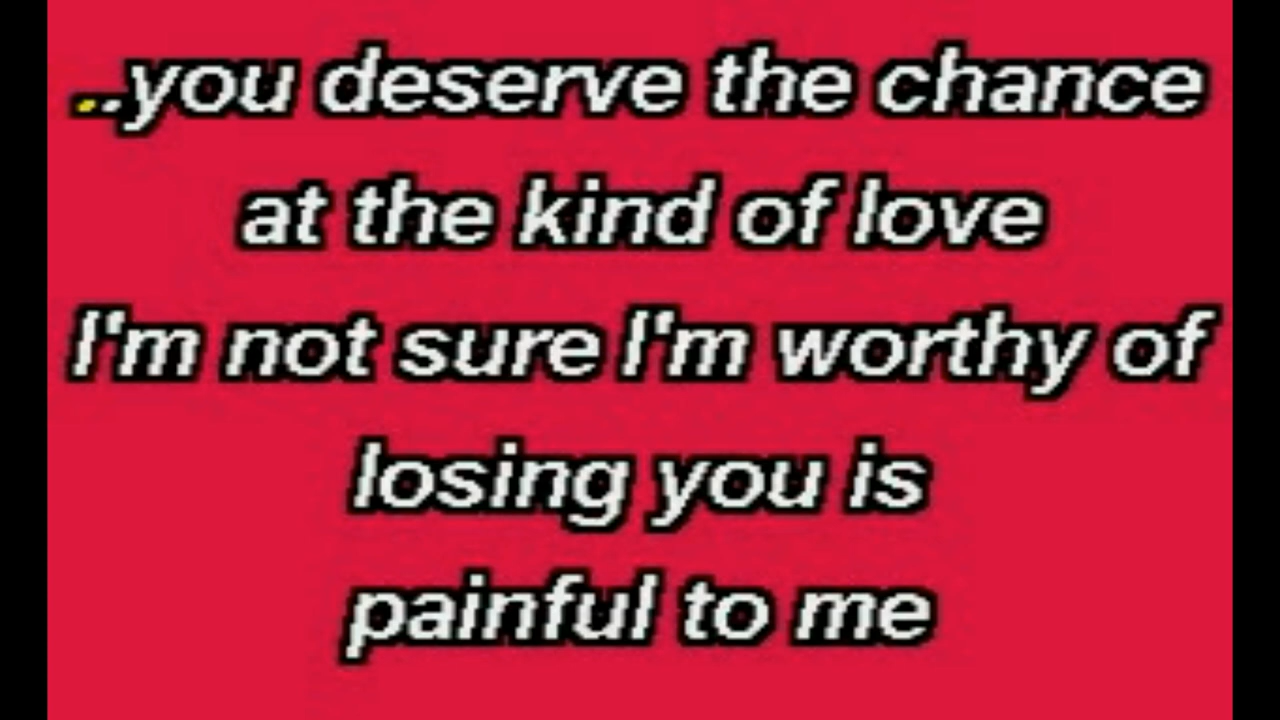 ..you deserve the chance
at the kind of love
I'm not sure I'm worthy of
losing you is
painful to me